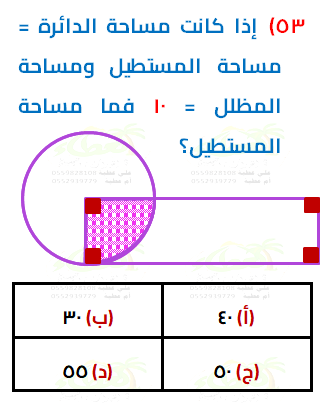 ٥٣) إذا كانت مساحة الدائرة =
مساحة المستطيل ومساحة
المظلل = ١٠ فما مساحة
المستطيل؟
(أ) ٤٠
(ب) ٣٠
(ج) ٥٠
(د) ٥٥